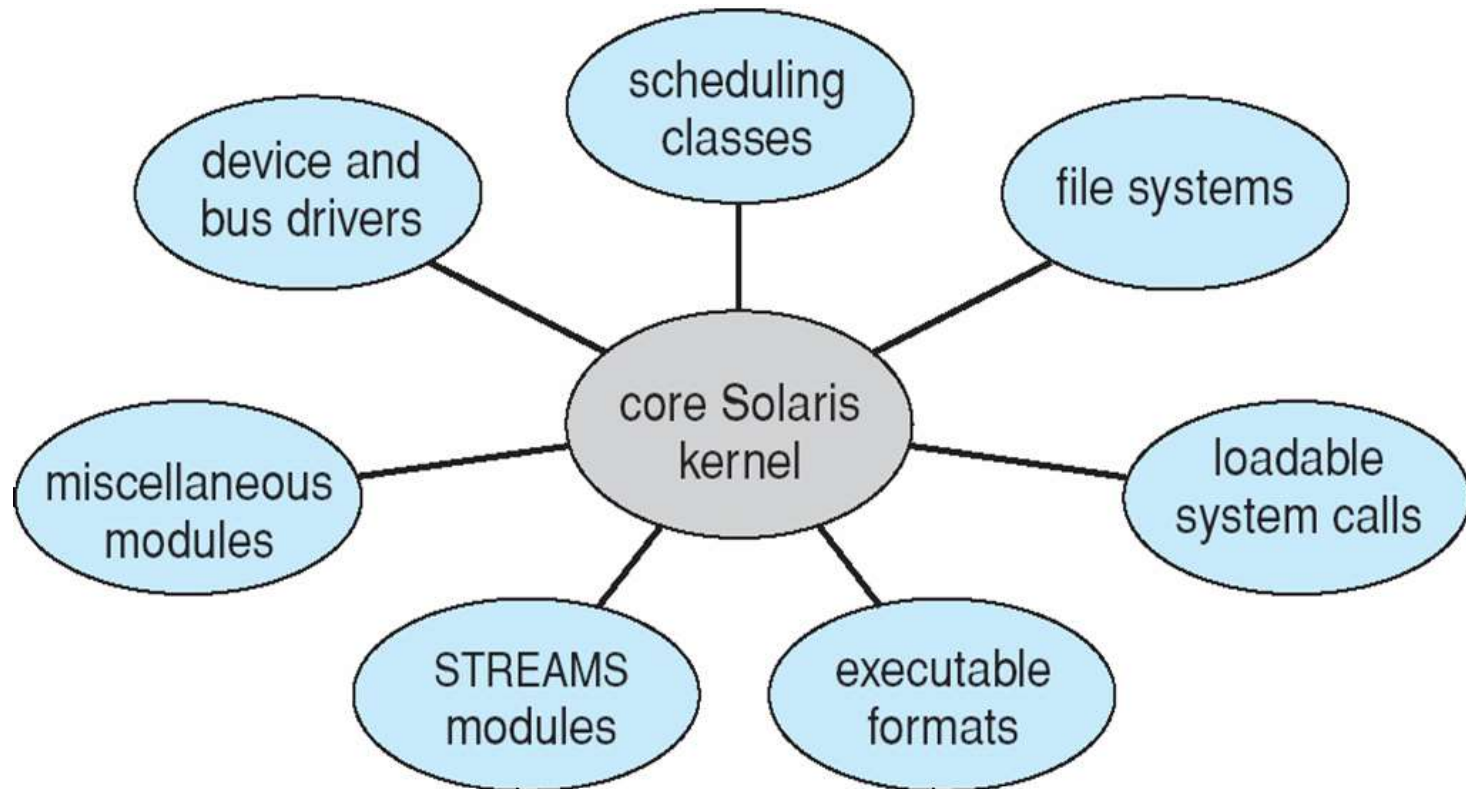 scheduling
classes
device and
bus drivers
file systems
core Solaris
kernel
loadable
system calls
miscellaneous
modules
STREAMS
modules
executable
formats